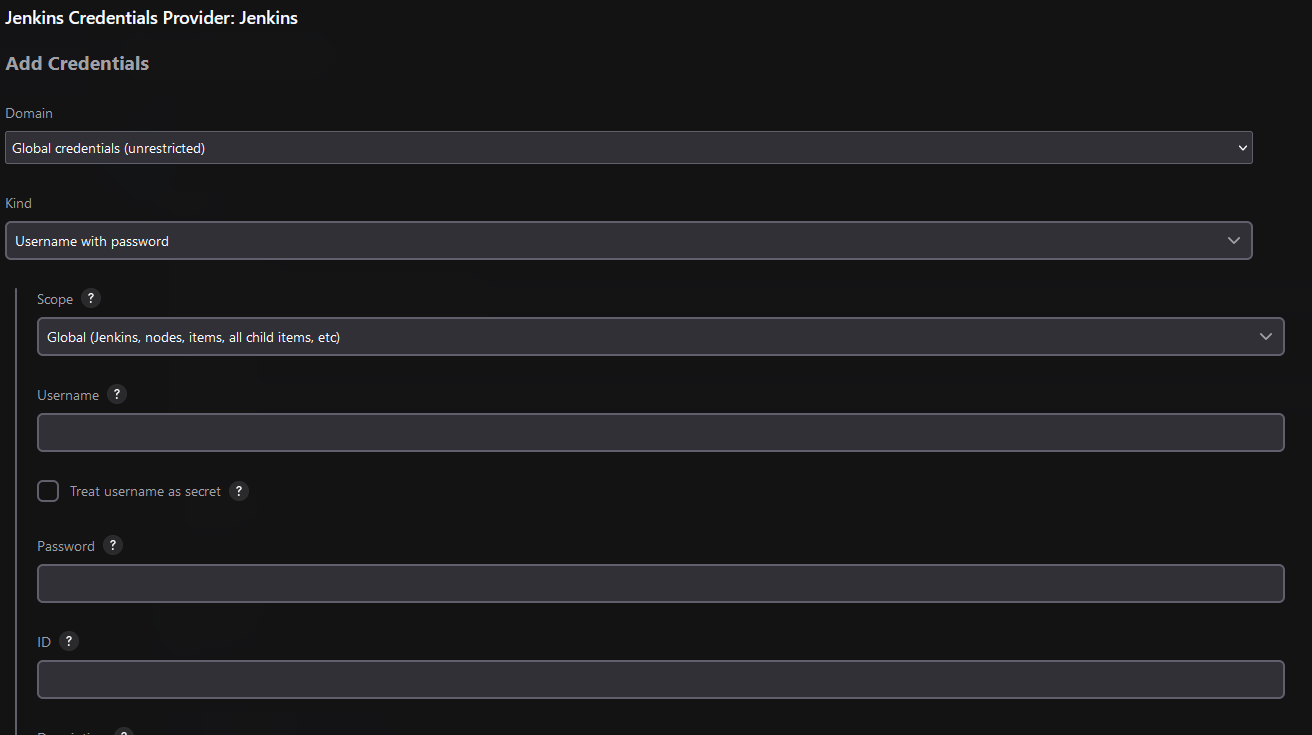 Jenkins Credentials Provider: Jenkins
Add Credentials
Domain
Global credentials (unrestricted)
Kind
Username with password
Scope ?
Global (Jenkins, nodes, items, all child items, etc)
Username ?
Treat username as secret ?
Password ?
ID ?